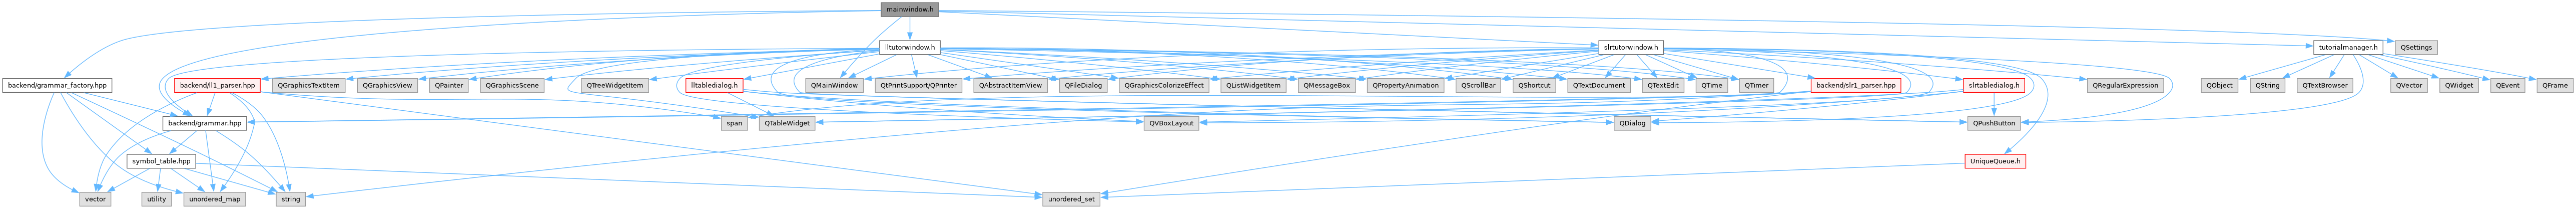 mainwindow.h
lltutorwindow.h
slrtutorwindow.h
tutorialmanager.h
QSettings
backend/grammar_factory.hpp
backend/ll1_parser.hpp
QGraphicsTextItem
QGraphicsView
QPainter
QGraphicsScene
QTreeWidgetItem
lltabledialog.h
QMainWindow
QtPrintSupport/QPrinter
QAbstractItemView
QFileDialog
QGraphicsColorizeEffect
QListWidgetItem
QMessageBox
QPropertyAnimation
QScrollBar
QShortcut
QTextDocument
QTextEdit
QTime
QTimer
backend/slr1_parser.hpp
slrtabledialog.h
QRegularExpression
QObject
QString
QTextBrowser
QVector
QWidget
QEvent
QFrame
backend/grammar.hpp
span
QTableWidget
QVBoxLayout
QDialog
QPushButton
symbol_table.hpp
UniqueQueue.h
vector
utility
unordered_map
string
unordered_set